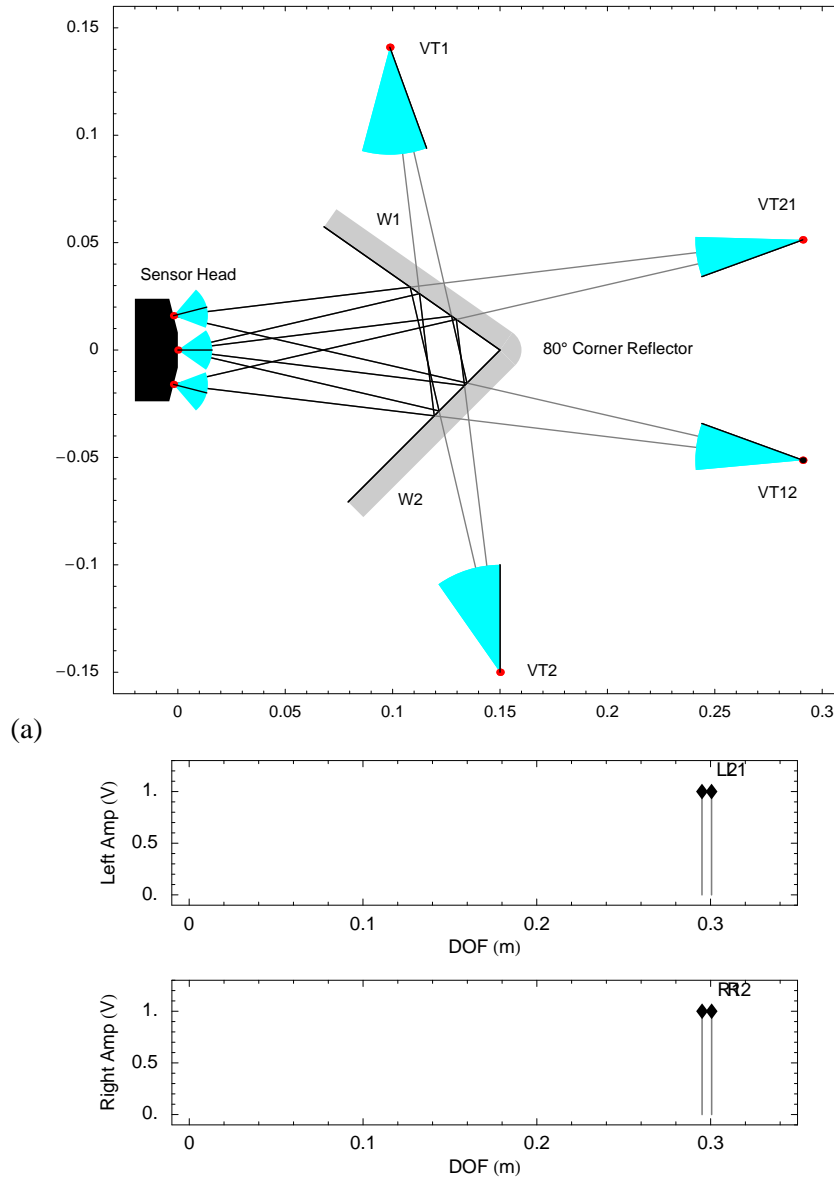 0.15
VT1
0.1
VT21
W1
0.05
Sensor Head
0
80° Corner Reflector
−0.05
W2
VT12
−0.1
−0.15
VT2
0 0.05 0.1 0.15 0.2 0.25 0.3
(a)
Left Amp (V)
1.
0.5
0.
0 0.1 0.2 0.3
DOF (m)
Right Amp (V)
1.
0.5
0.
0 0.1 0.2 0.3
DOF (m)